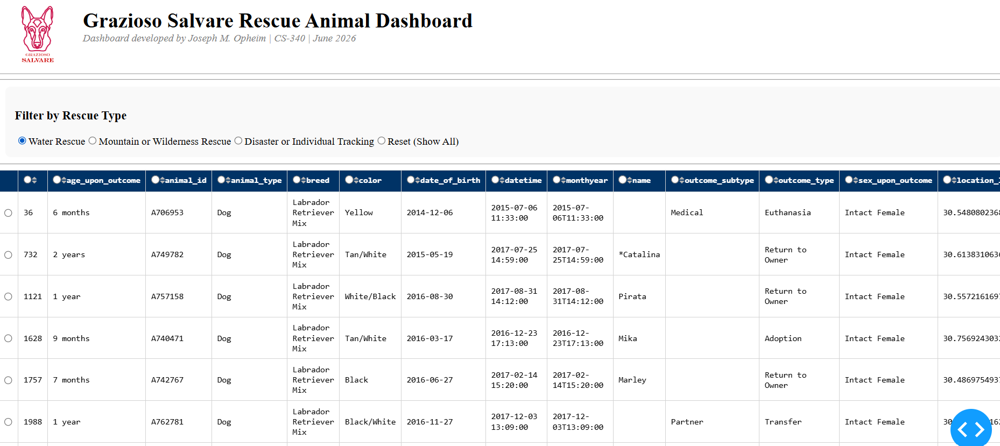 GRAZIOSO
SALVARE
Grazioso Salvare Rescue Animal Dashboard
Dashboard developed by Joseph M. Opheim | CS-340 | June 2026
Filter by Rescue Type
Water Rescue Mountain or Wilderness Rescue Disaster or Individual Tracking Reset (Show All)
age_upon_outcome animal_id animal_type breed color date_of_birth datetime monthyear name outcome_subtype outcome_type sex_upon_outcome location_
36 6 months A706953 Dog Labrador Retriever Mix Yellow 2014-12-06 2015-07-06 11:33:00 2015-07-06T11:33:00 Medical Euthanasia Intact Female 30.548080236
732 2 years A749782 Dog Labrador Retriever Mix Tan/White 2015-05-19 2017-07-25 14:59:00 2017-07-25T14:59:00 *Catalina Return to Owner Intact Female 30.613831063
1121 1 year A757158 Dog Labrador Retriever Mix White/Black 2016-08-30 2017-08-31 14:12:00 2017-08-31T14:12:00 Pirata Return to Owner Intact Female 30.557216169
1628 9 months A740471 Dog Labrador Retriever Mix Tan/White 2016-03-17 2016-12-23 17:13:00 2016-12-23T17:13:00 Mika Adoption Intact Female 30.756924303
1757 7 months A742767 Dog Labrador Retriever Mix Black 2016-06-27 2017-02-14 15:20:00 2017-02-14T15:20:00 Marley Return to Owner Intact Female 30.486975493
1988 1 year A762781 Dog Labrador Retriever Mix Black/White 2016-11-27 2017-12-03 13:09:00 2017-12-03T13:09:00 Partner Transfer Intact Female